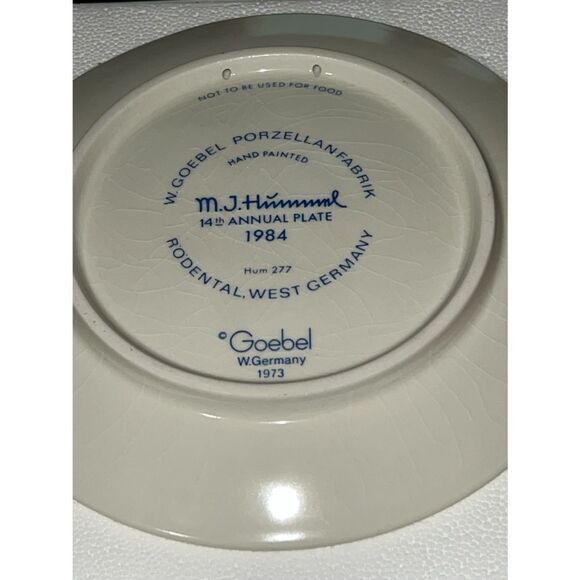 NOT TO BE USED FOR FOOD
W. GOEBEL PORZELLANFABRIK
HAND PAINTED
M.J.Hümmel
14th ANNUAL PLATE
1984
Hum 277
RODENTAL, WEST GERMANY
©Goebel
W.Germany
1973